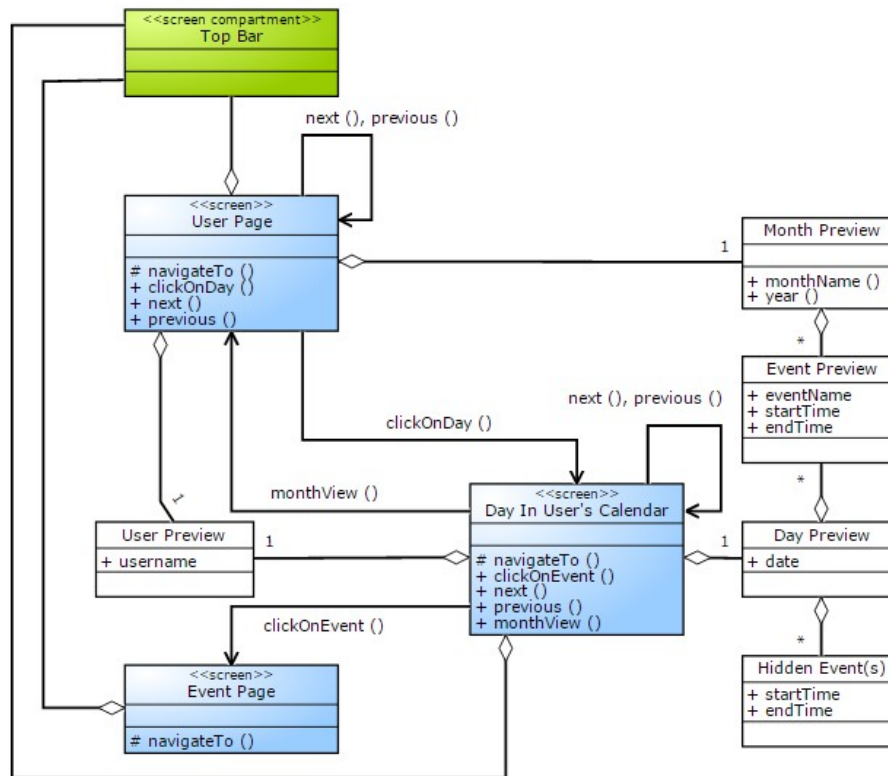 <<screen compartment>>
Top Bar
next (), previous ()
<<screen>>
User Page
# navigateTo ()
+ clickOnDay ()
+ next ()
+ previous ()
1
Month Preview
+ monthName ()
+ year ()
*
Event Preview
+ eventName
+ startTime
+ endTime
*
next (), previous ()
clickOnDay ()
monthView ()
1
<<screen>>
Day In User's Calendar
# navigateTo ()
+ clickOnEvent ()
+ next ()
+ previous ()
+ monthView ()
User Preview
+ username
1
1
Day Preview
+ date
*
Hidden Event(s)
+ startTime
+ endTime
clickOnEvent ()
<<screen>>
Event Page
# navigateTo ()